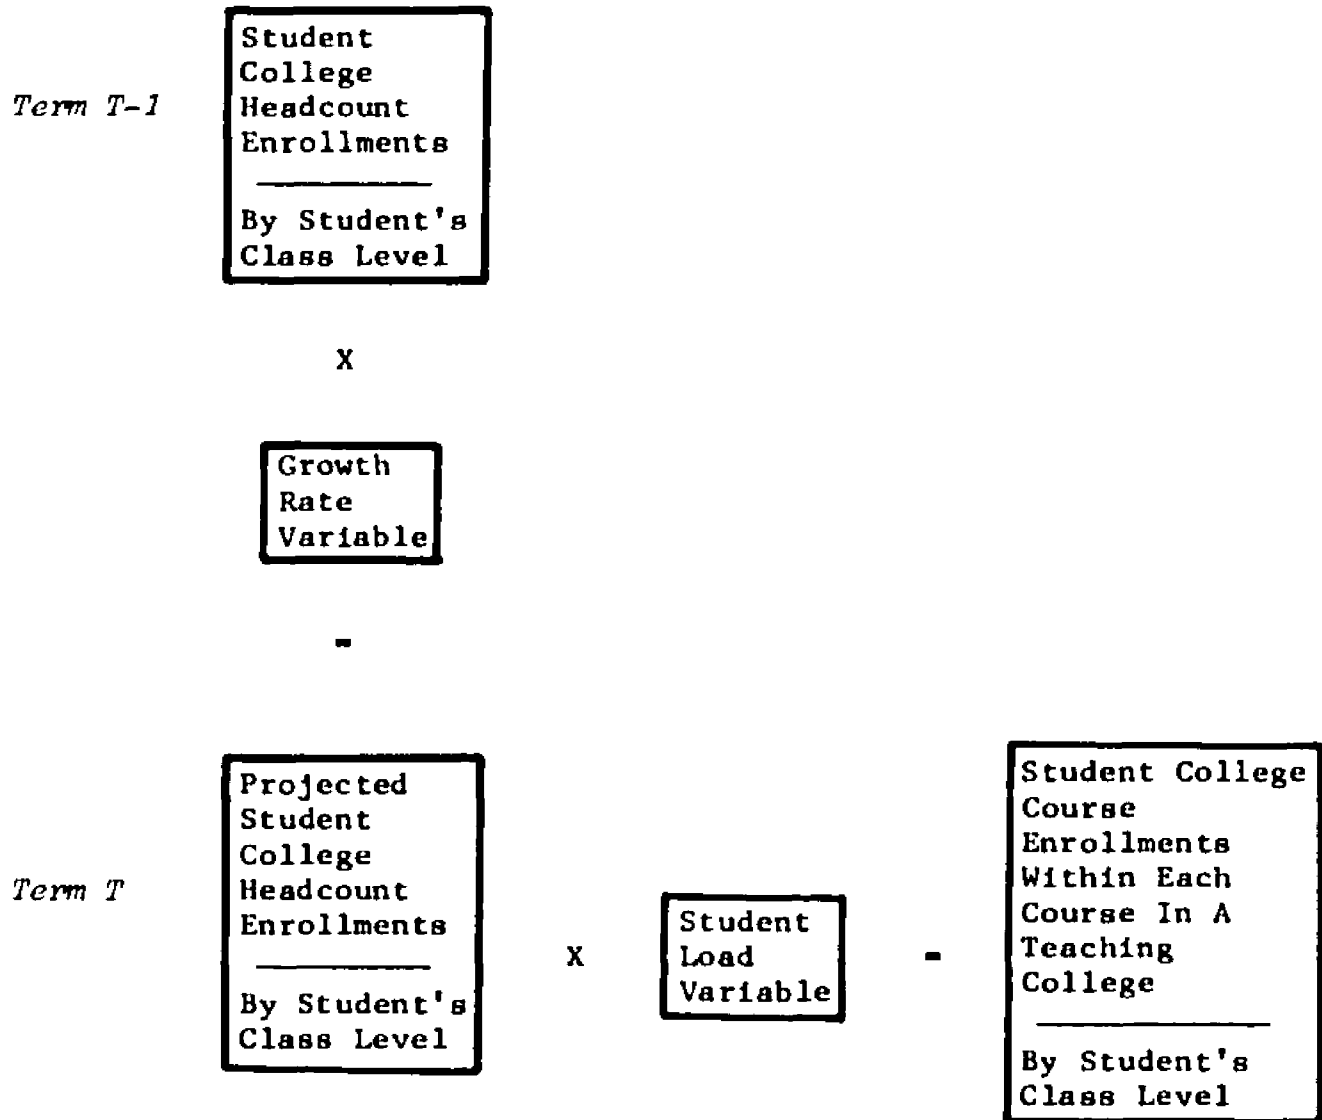 Term T-1
Student
College
Headcount
Enrollments
By Student's
Class Level
X
Growth
Rate
Variable
=
Term T
Projected
Student
College
Headcount
Enrollments
By Student's
Class Level
X
Student
Load
Variable
=
Student College
Course
Enrollments
Within Each
Course In A
Teaching
College
By Student's
Class Level